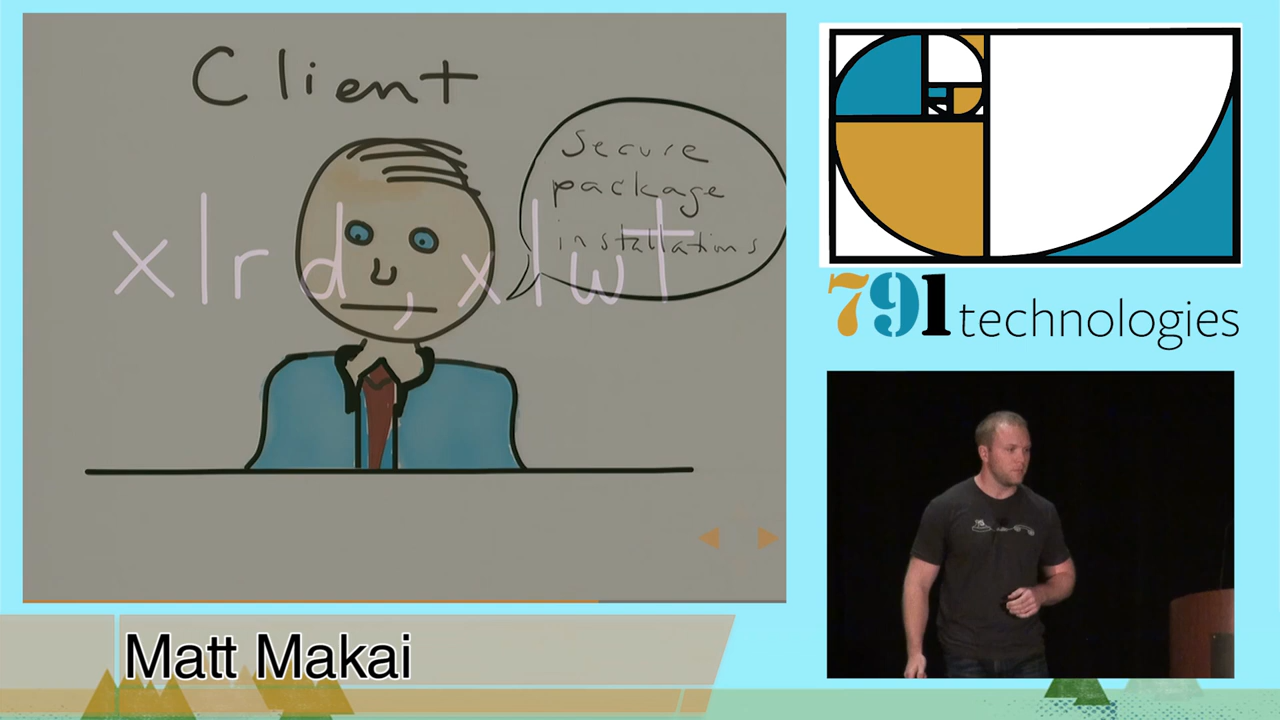 Client
Secure
package
installations
xlrd, xlwt
791 technologies
Matt Makai